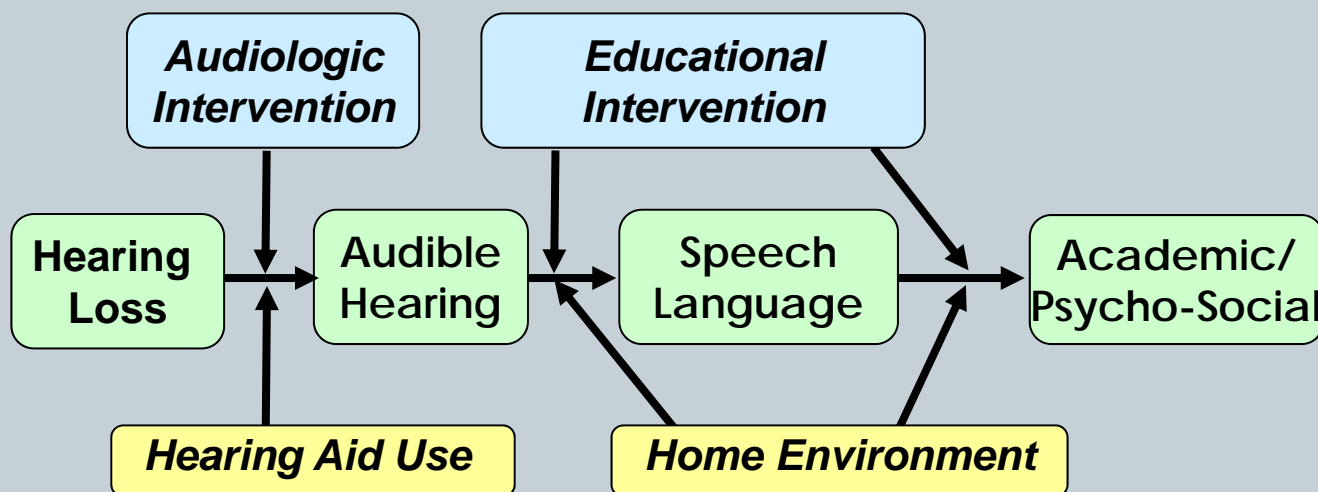 Audiologic
Intervention
Educational
Intervention
Hearing
Loss
Audible
Hearing
Speech
Language
Academic/
Psycho-Social
Hearing Aid Use
Home Environment